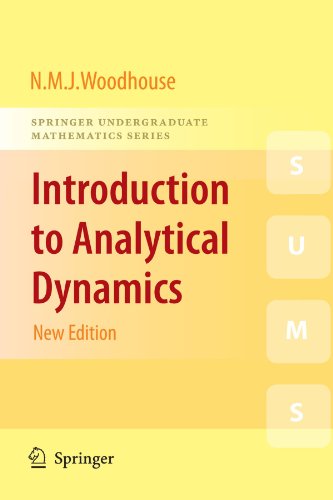 N.M.J.Woodhouse
SPRINGER UNDERGRADUATE
MATHEMATICS SERIES
S
U
M
S
Introduction
to Analytical
Dynamics
New Edition
Springer